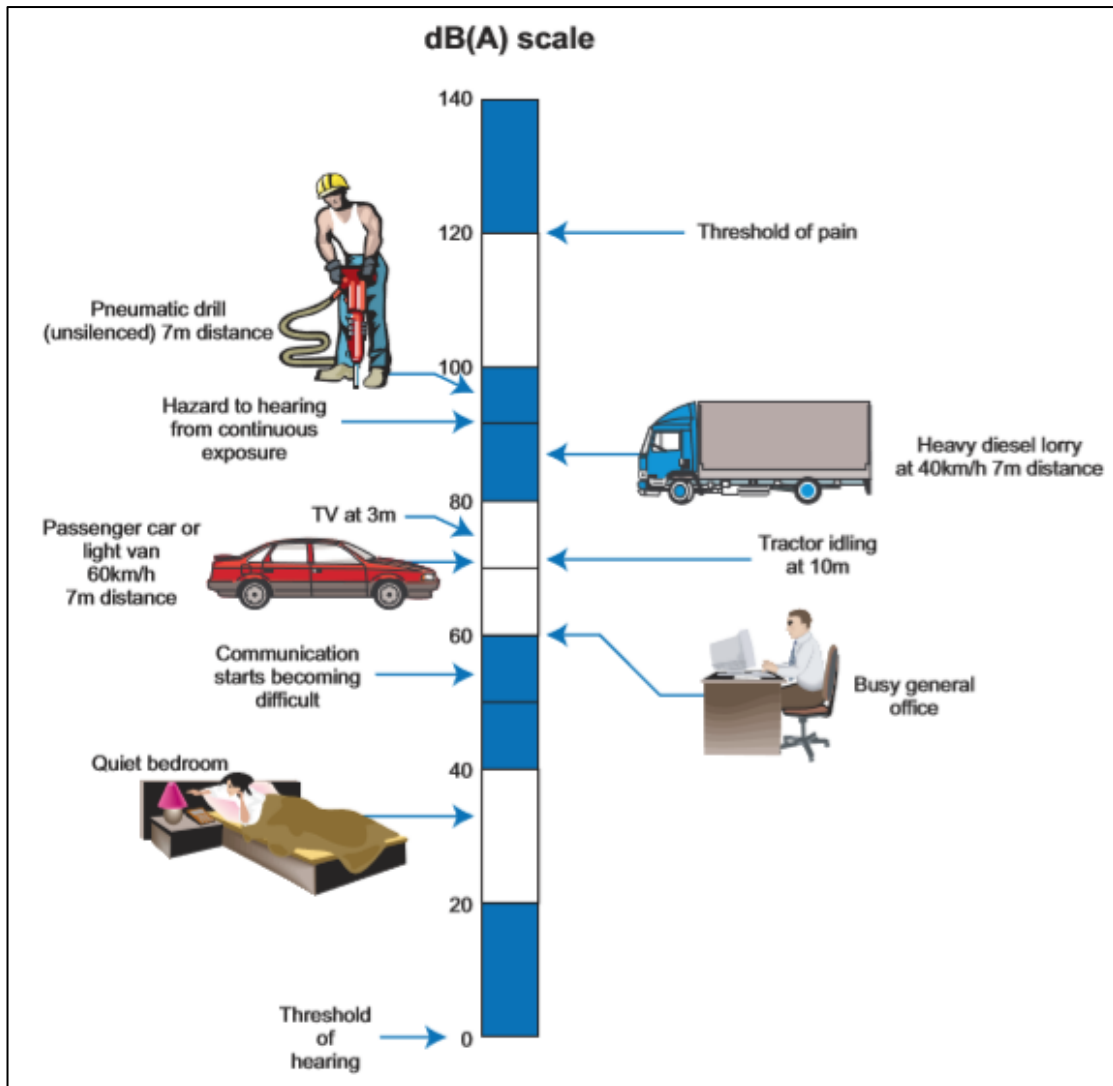 dB(A) scale
140
120
Threshold of pain
Pneumatic drill
(unsilenced) 7m distance
100
Hazard to hearing
from continuous
exposure
Heavy diesel lorry
at 40km/h 7m distance
80
TV at 3m
Passenger car or
light van
60km/h
7m distance
Tractor idling
at 10m
60
Communication
starts becoming
difficult
Busy general
office
Quiet bedroom
40
20
Threshold
of
hearing
0